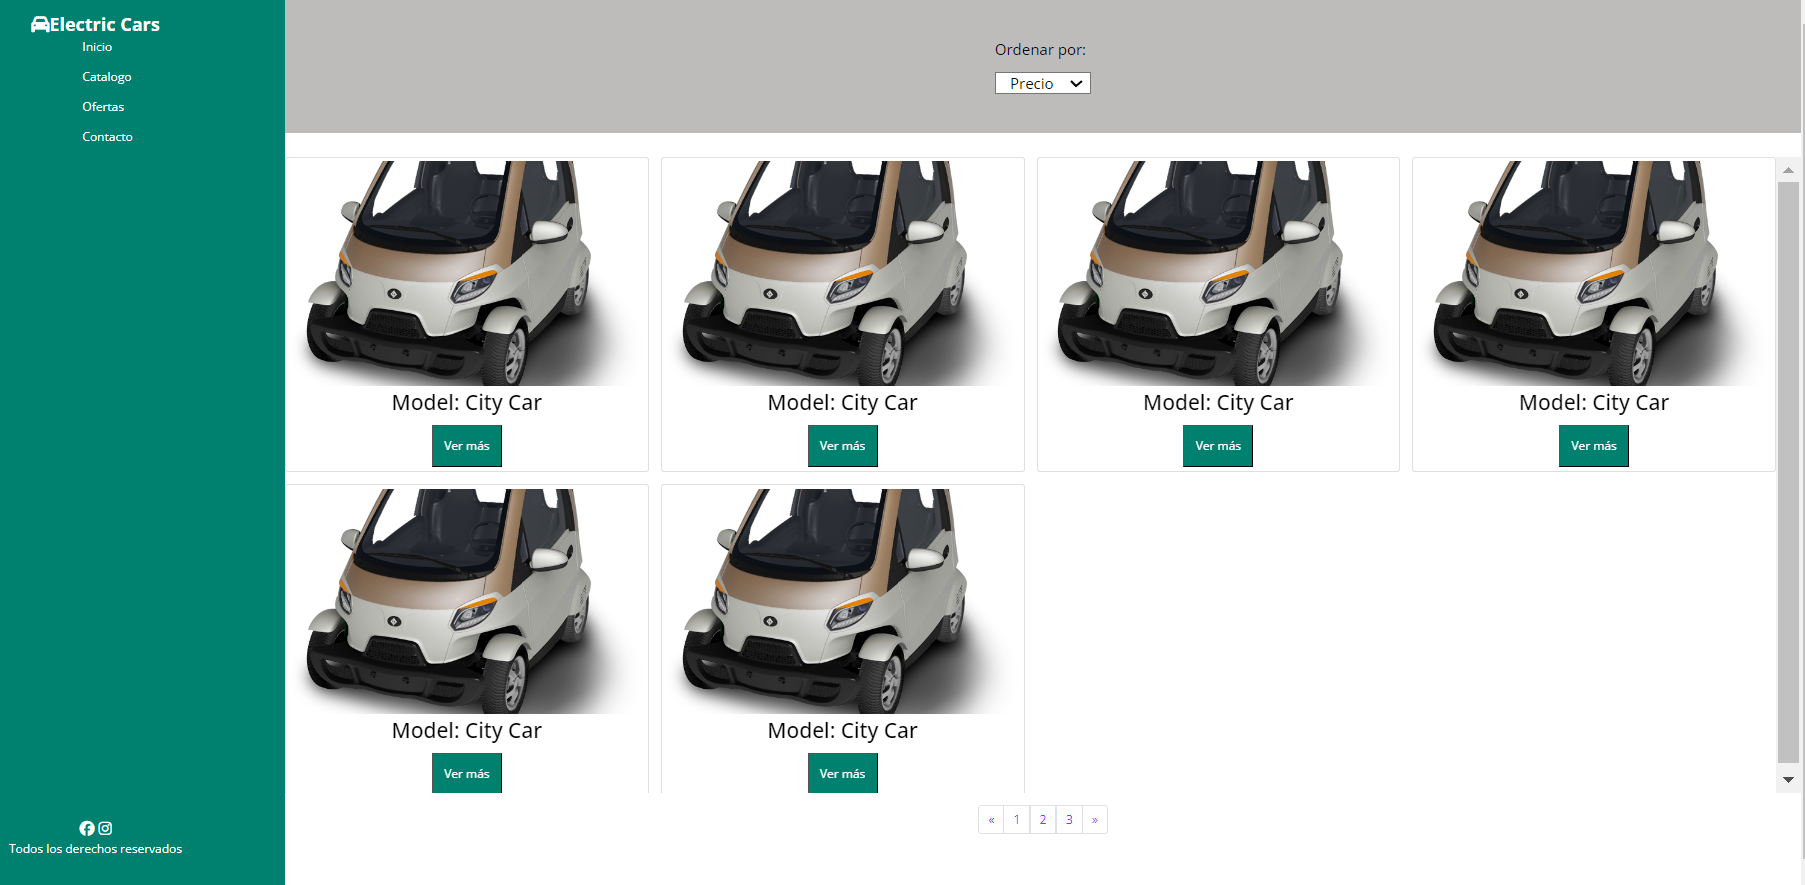 Electric Cars
Inicio
Catalogo
Ofertas
Contacto
Ordenar por:
Precio
Model: City Car
Ver más
Model: City Car
Ver más
Model: City Car
Ver más
Model: City Car
Ver más
Model: City Car
Ver más
Model: City Car
Ver más
« 1 2 3 »
Todos los derechos reservados